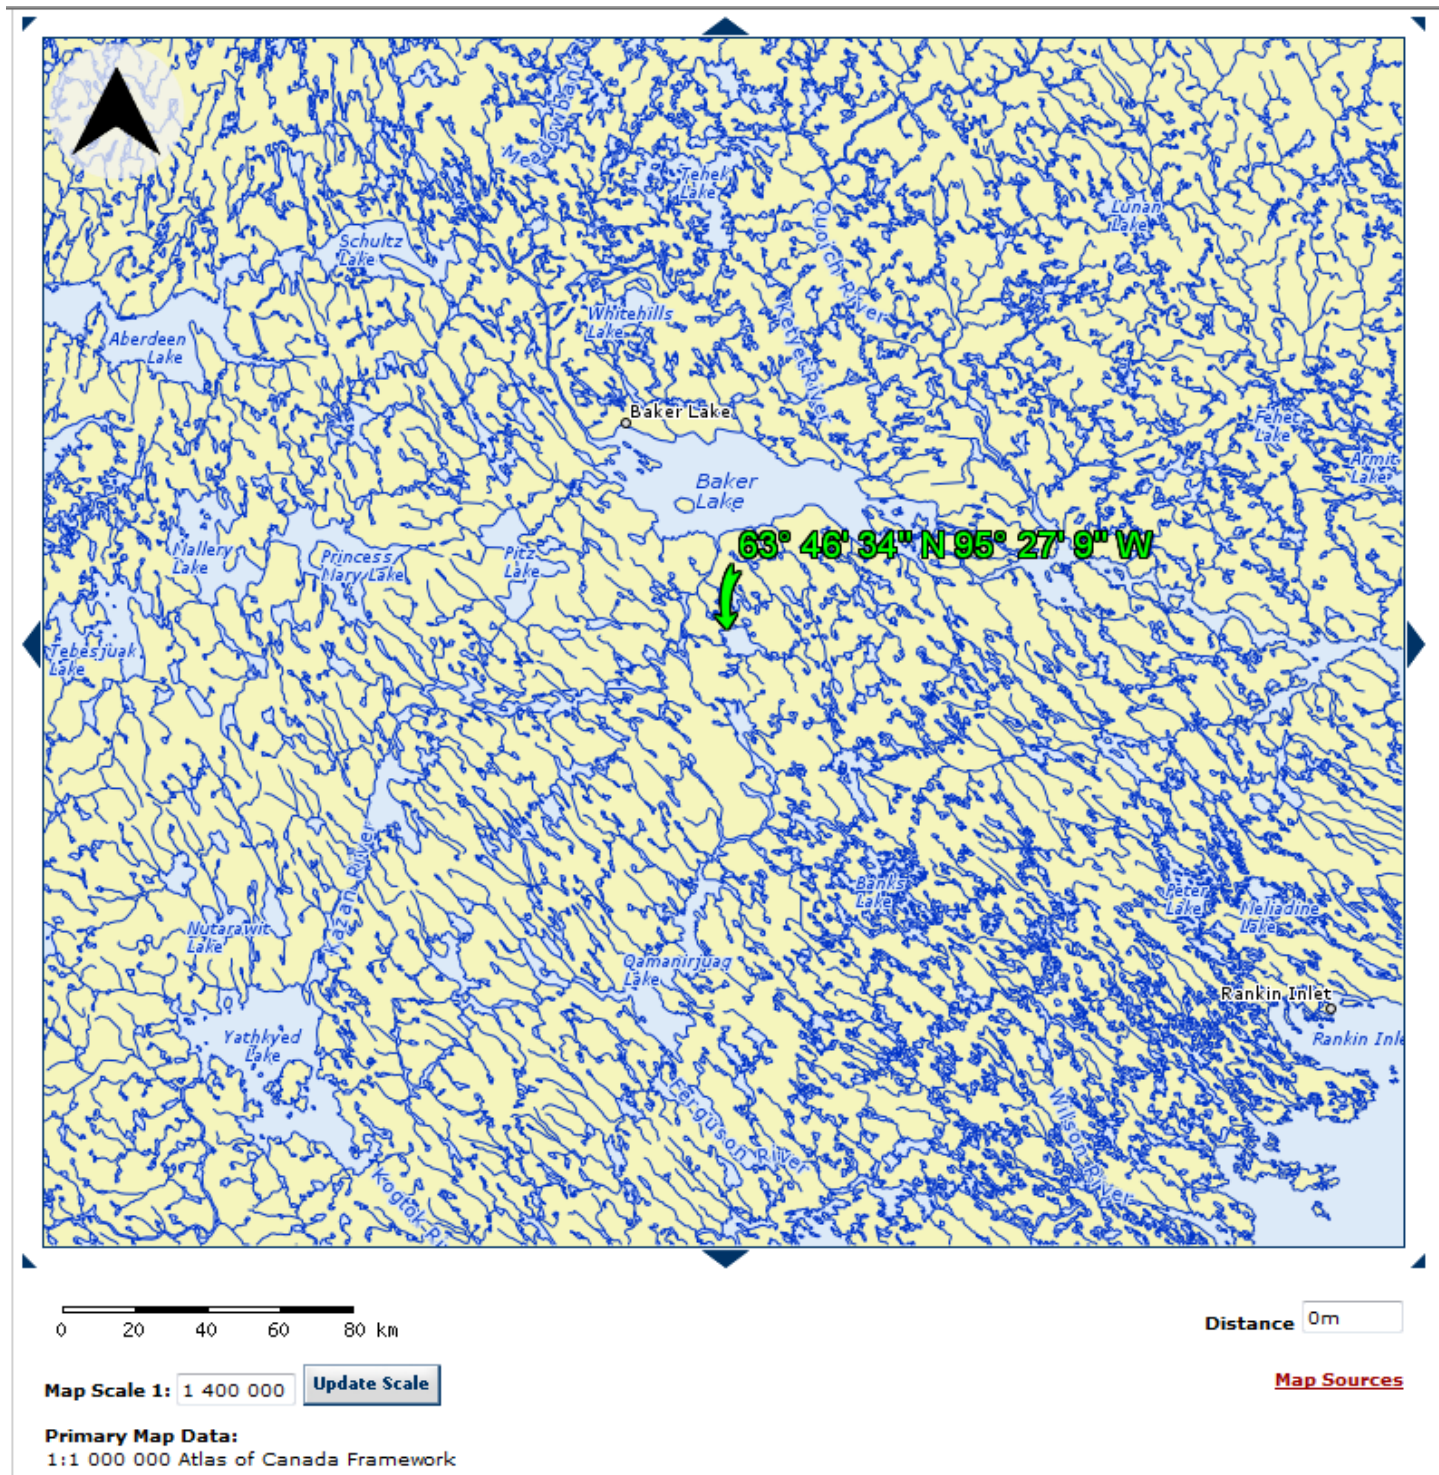 Meadowbank
Tehek
Lake
Lunan
Lake
Quoich River
Schultz
Lake
Whitehills
Lake
Keyet River
Aberdeen
Lake
Baker Lake
Fehet
Lake
Armit
Lake
Baker
Lake
63° 46' 34" N 95° 27' 9" W
Mallery
Lake
Princess
Mary Lake
Pitz
Lake
Tebesjuak
Lake
Kazan River
Banks
Lake
Peter
Lake
Meliadine
Lake
Nutarawit
Lake
Qamanirjuaq
Lake
Rankin Inlet
Yathkyed
Lake
Rankin Inle
Ferguson River
Wilson River
Kogtok Ri
0 20 40 60 80 km
Distance 0m
Map Scale 1: 1 400 000 Update Scale
Map Sources
Primary Map Data:
1:1 000 000 Atlas of Canada Framework